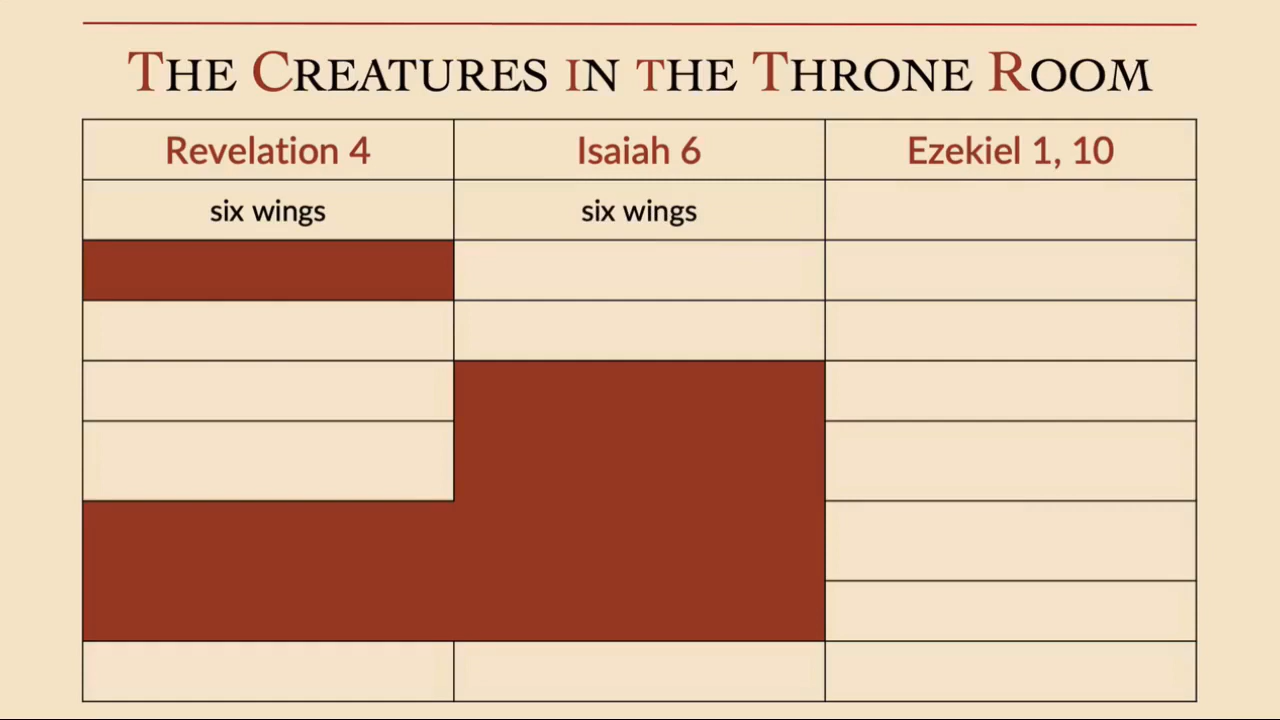 THE CREATURES IN THE THRONE ROOM
Revelation 4 Isaiah 6 Ezekiel 1, 10
six wings six wings